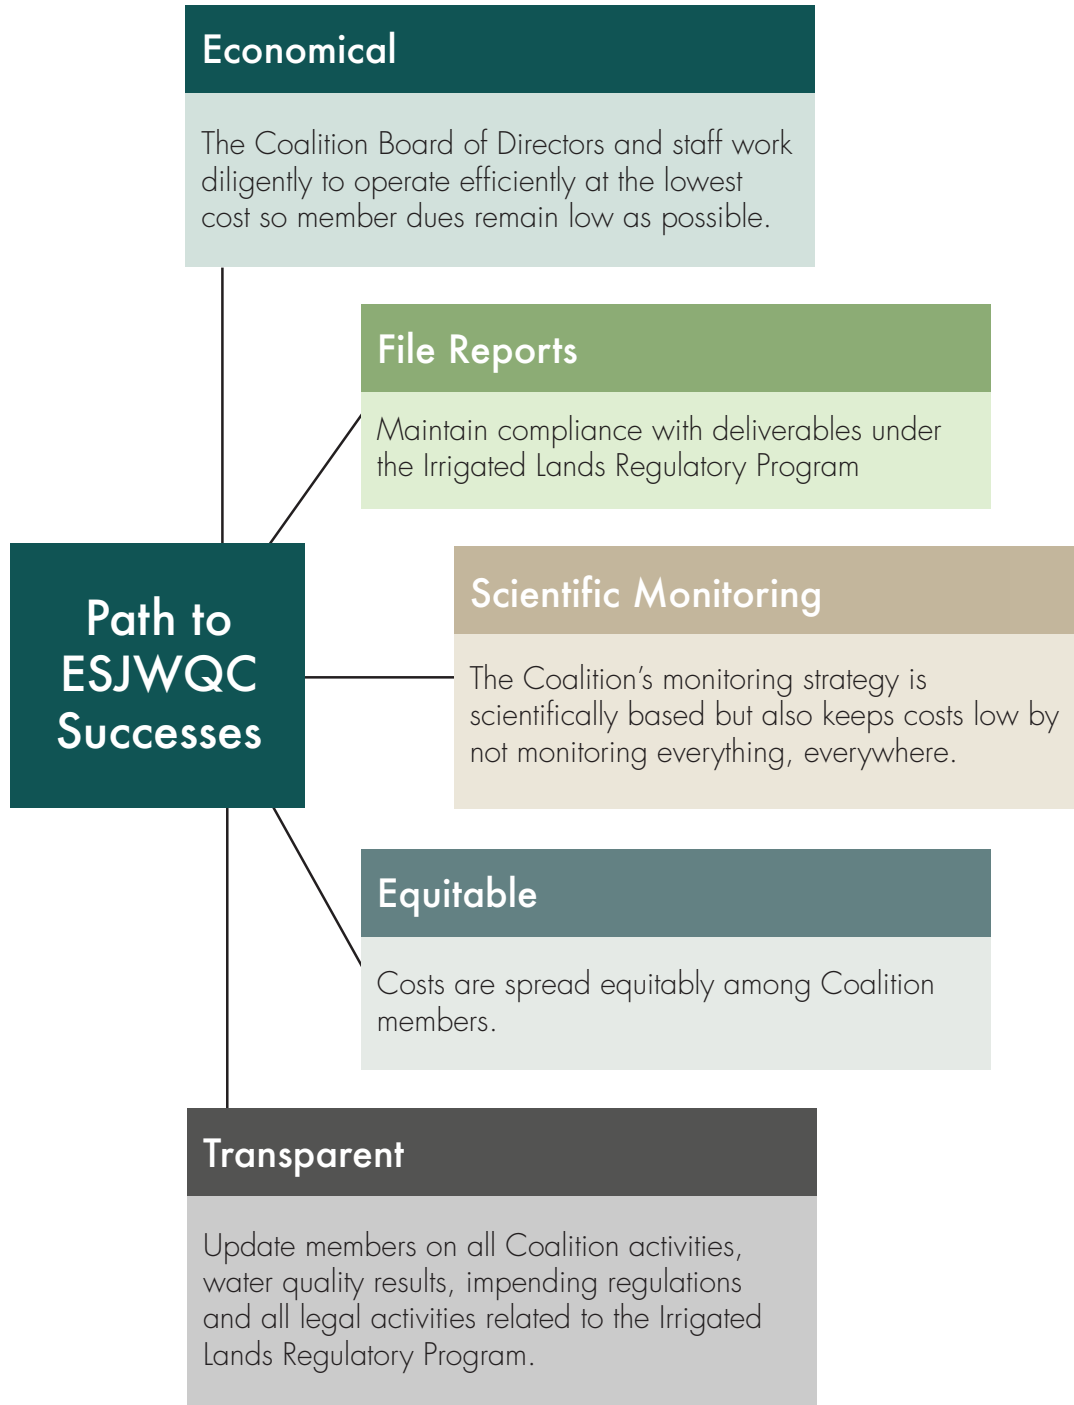 Economical
The Coalition Board of Directors and staff work
diligently to operate efficiently at the lowest
cost so member dues remain low as possible.
File Reports
Maintain compliance with deliverables under
the Irrigated Lands Regulatory Program
Path to
ESJWQC
Successes
Scientific Monitoring
The Coalition’s monitoring strategy is
scientifically based but also keeps costs low by
not monitoring everything, everywhere.
Equitable
Costs are spread equitably among Coalition
members.
Transparent
Update members on all Coalition activities,
water quality results, impending regulations
and all legal activities related to the Irrigated
Lands Regulatory Program.